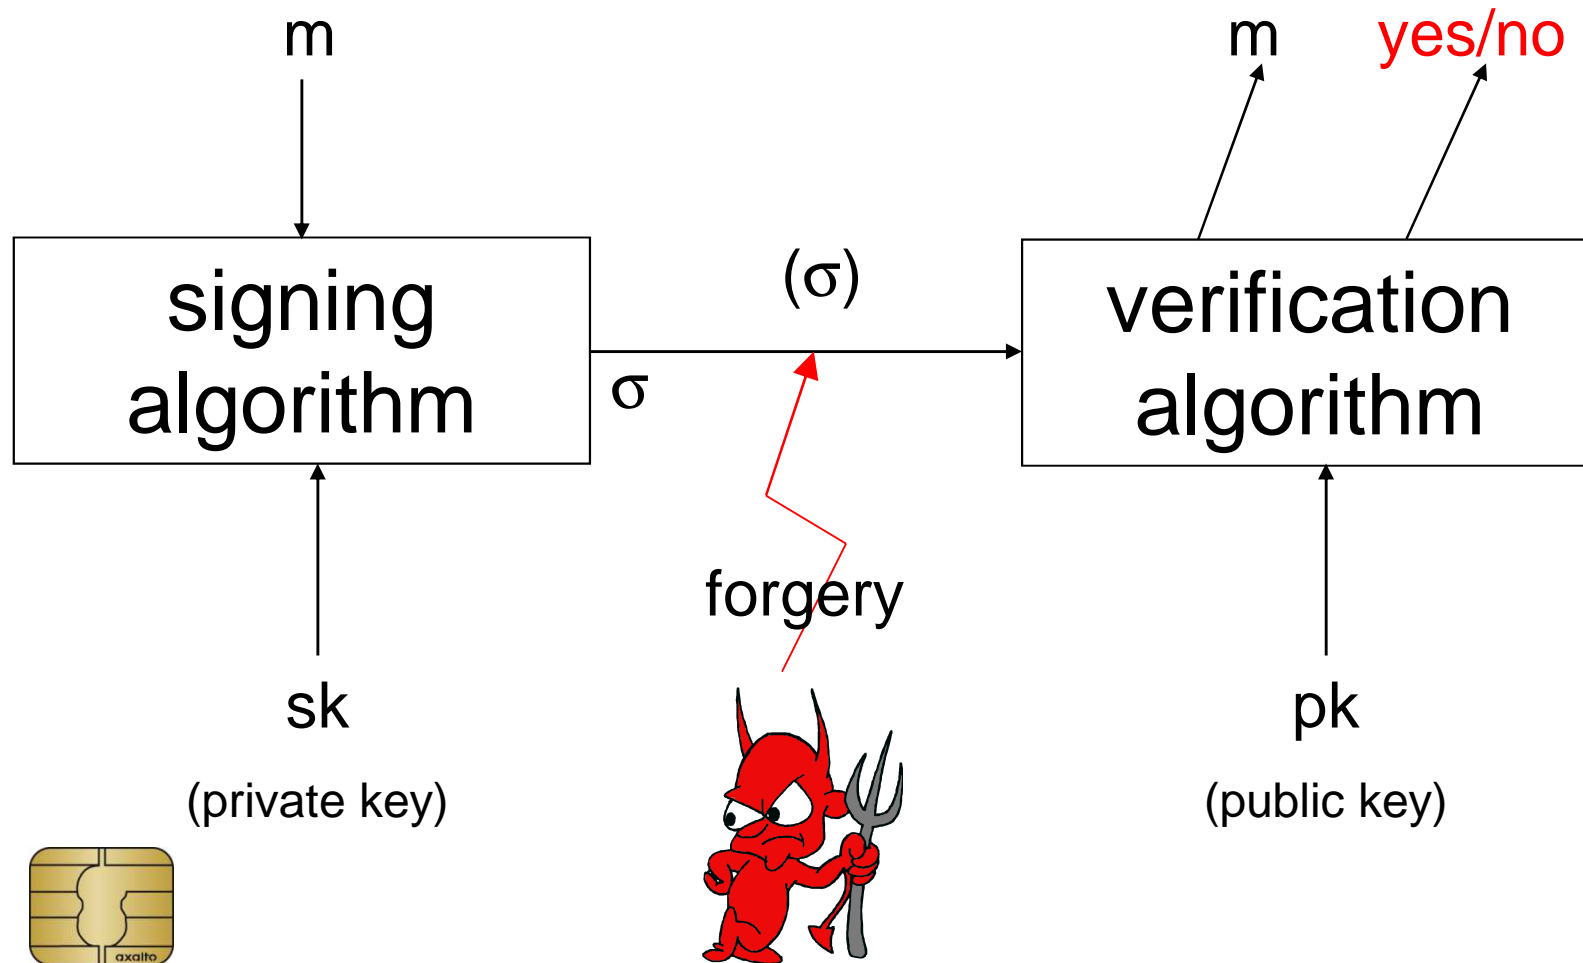 m
m
yes/no
signing
algorithm
(σ)
σ
verification
algorithm
forgery
sk
(private key)
pk
(public key)
axalto